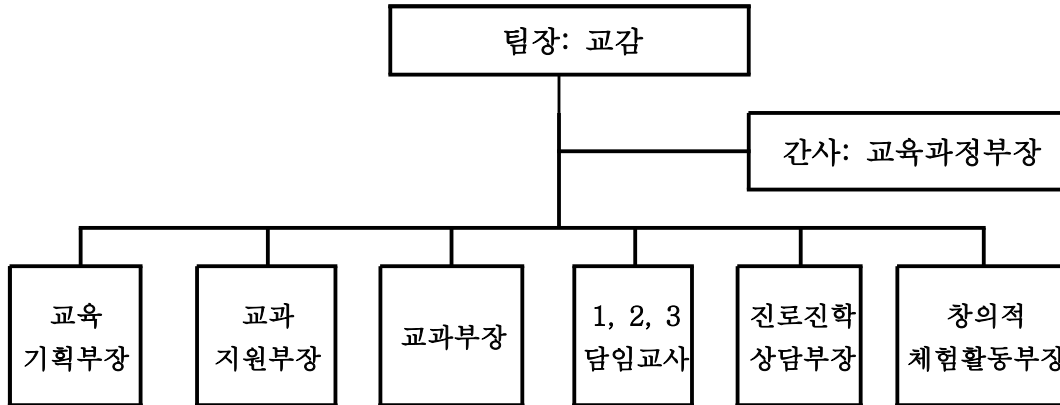 팀장: 교감
간사: 교육과정부장
교육
기획부장
교과
지원부장
교과부장
1, 2, 3
담임교사
진로진학
상담부장
창의적
체험활동부장